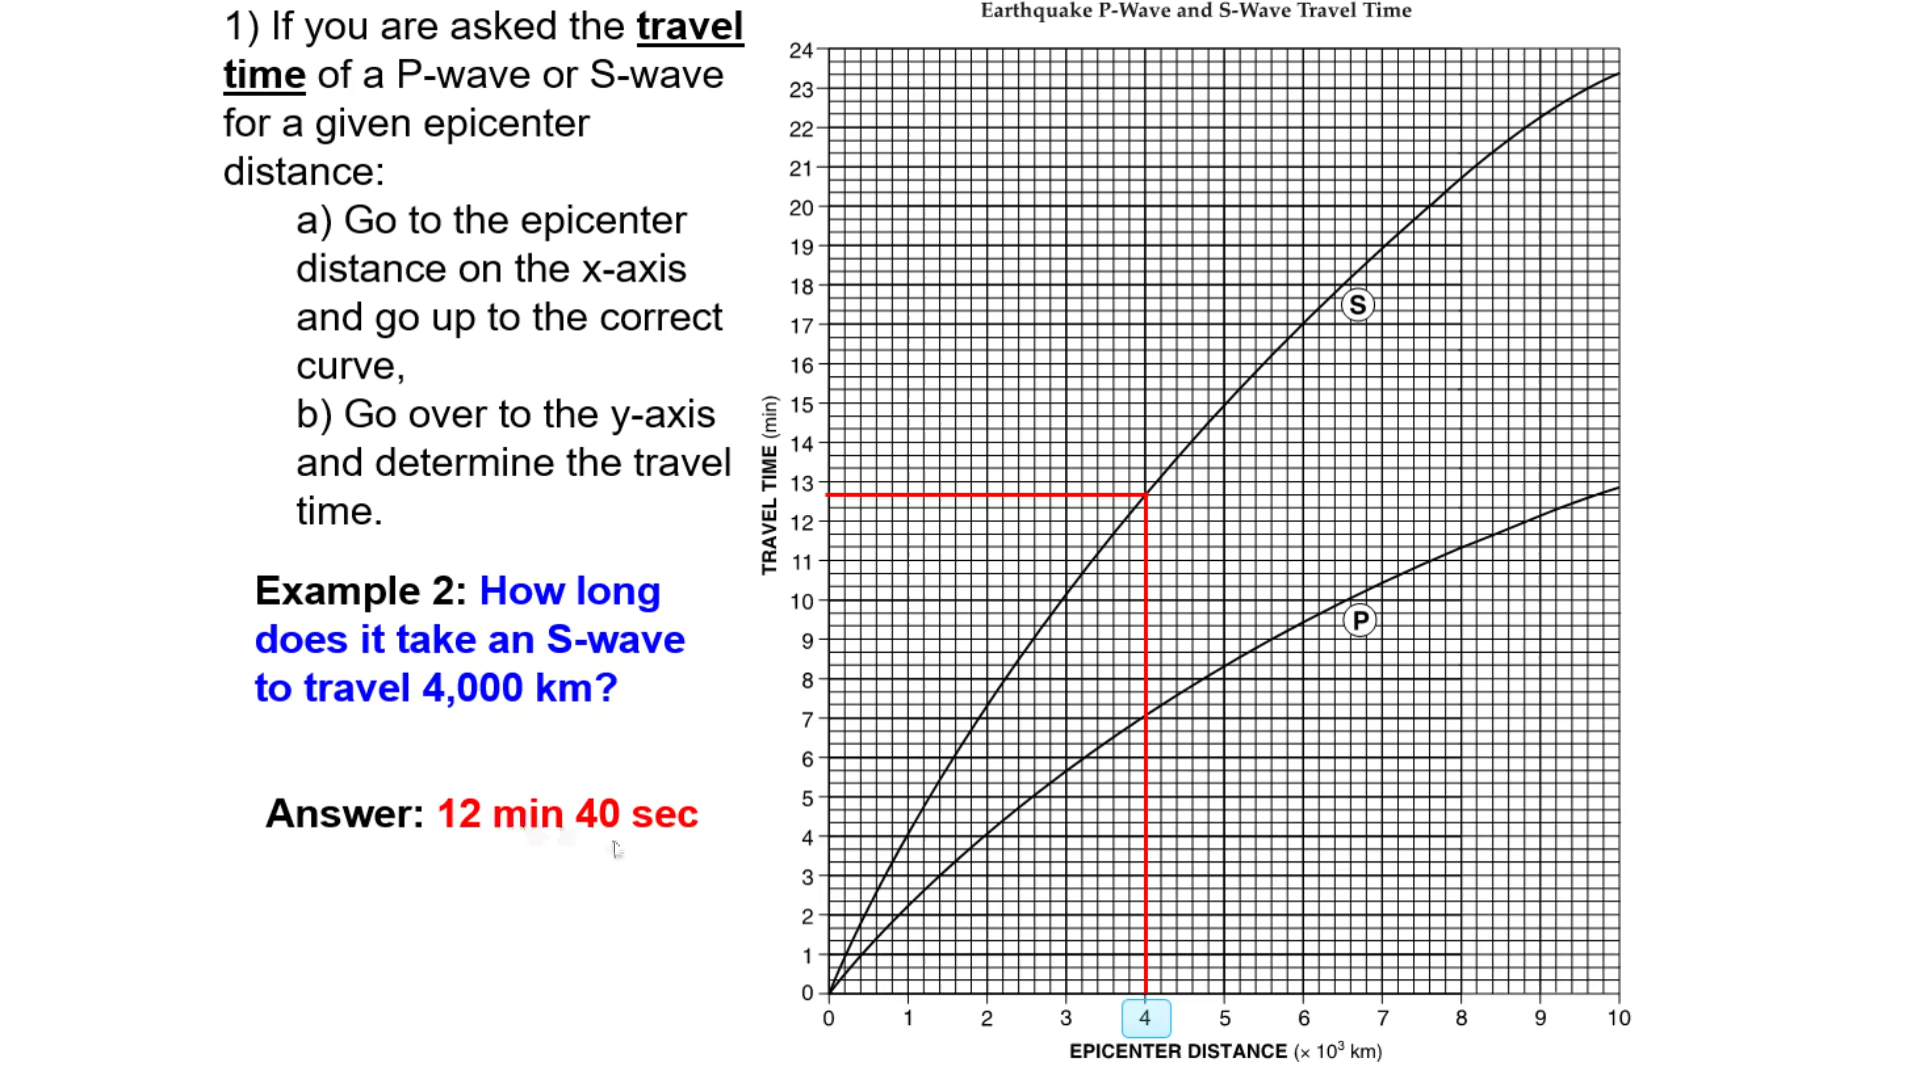 1) If you are asked the travel
time of a P-wave or S-wave
for a given epicenter
distance:
a) Go to the epicenter
distance on the x-axis
and go up to the correct
curve,
b) Go over to the y-axis
and determine the travel
time.
Example 2: How long
does it take an S-wave
to travel 4,000 km?
Answer: 12 min 40 sec
Earthquake P-Wave and S-Wave Travel Time
TRAVEL TIME (min)
24
23
22
21
20
19
18
17
16
15
14
13
12
11
10
9
8
7
6
5
4
3
2
1
0
S
P
0 1 2 3 4 5 6 7 8 9 10
EPICENTER DISTANCE (× 10³ km)